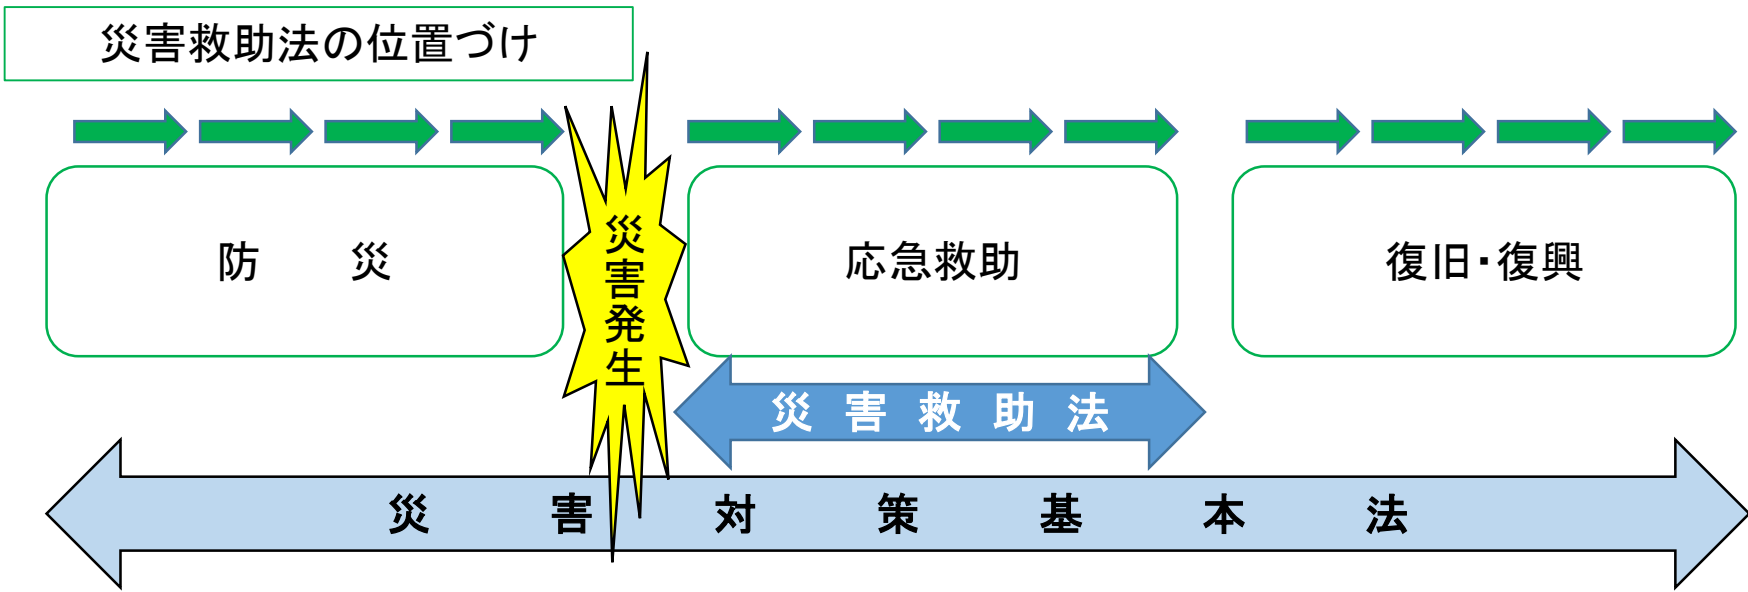 災害救助法の位置づけ
防　　災
災害発生
応急救助
復旧・復興
災　害　救　助　法
災　害　対　策　基　本　法